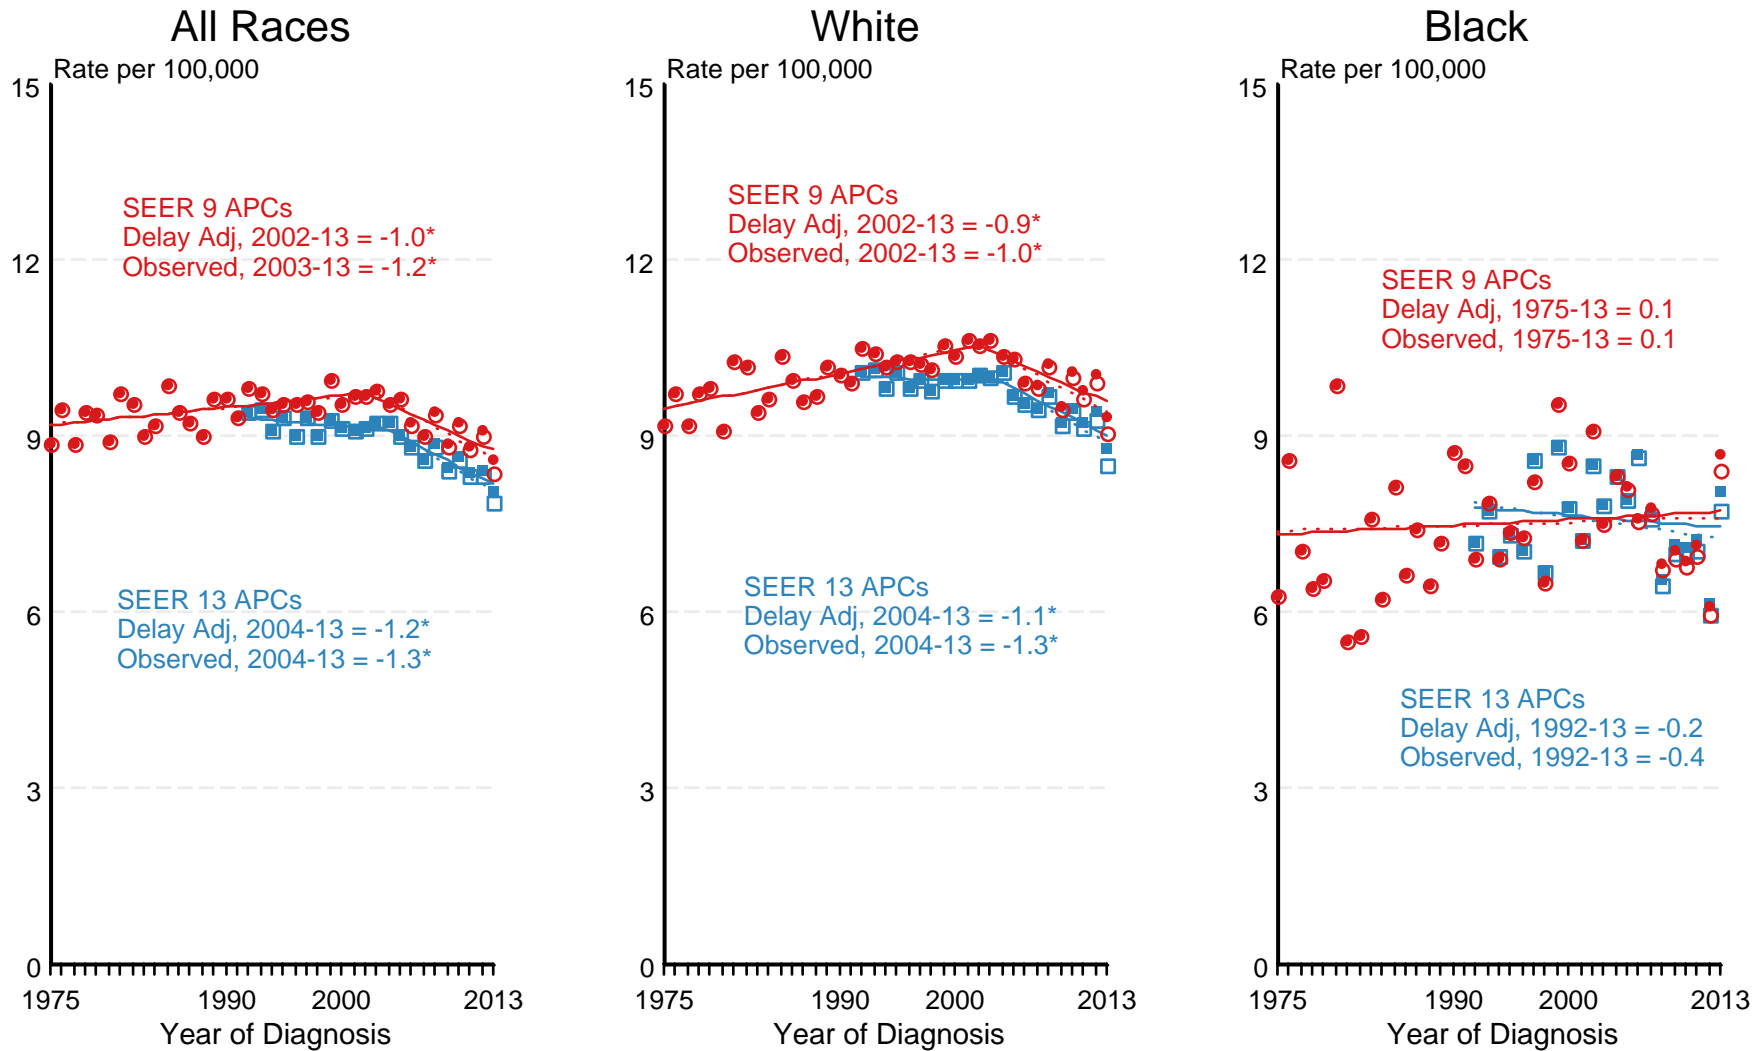 All Races
Rate per 100,000
15
12
9
6
3
0
SEER 9 APCs
Delay Adj, 2002-13 = -1.0*
Observed, 2003-13 = -1.2*
SEER 13 APCs
Delay Adj, 2004-13 = -1.2*
Observed, 2004-13 = -1.3*
1975 1990 2000 2013
Year of Diagnosis
White
Rate per 100,000
15
12
9
6
3
0
SEER 9 APCs
Delay Adj, 2002-13 = -0.9*
Observed, 2002-13 = -1.0*
SEER 13 APCs
Delay Adj, 2004-13 = -1.1*
Observed, 2004-13 = -1.3*
1975 1990 2000 2013
Year of Diagnosis
Black
Rate per 100,000
15
12
9
6
3
0
SEER 9 APCs
Delay Adj, 1975-13 = 0.1
Observed, 1975-13 = 0.1
SEER 13 APCs
Delay Adj, 1992-13 = -0.2
Observed, 1992-13 = -0.4
1975 1990 2000 2013
Year of Diagnosis